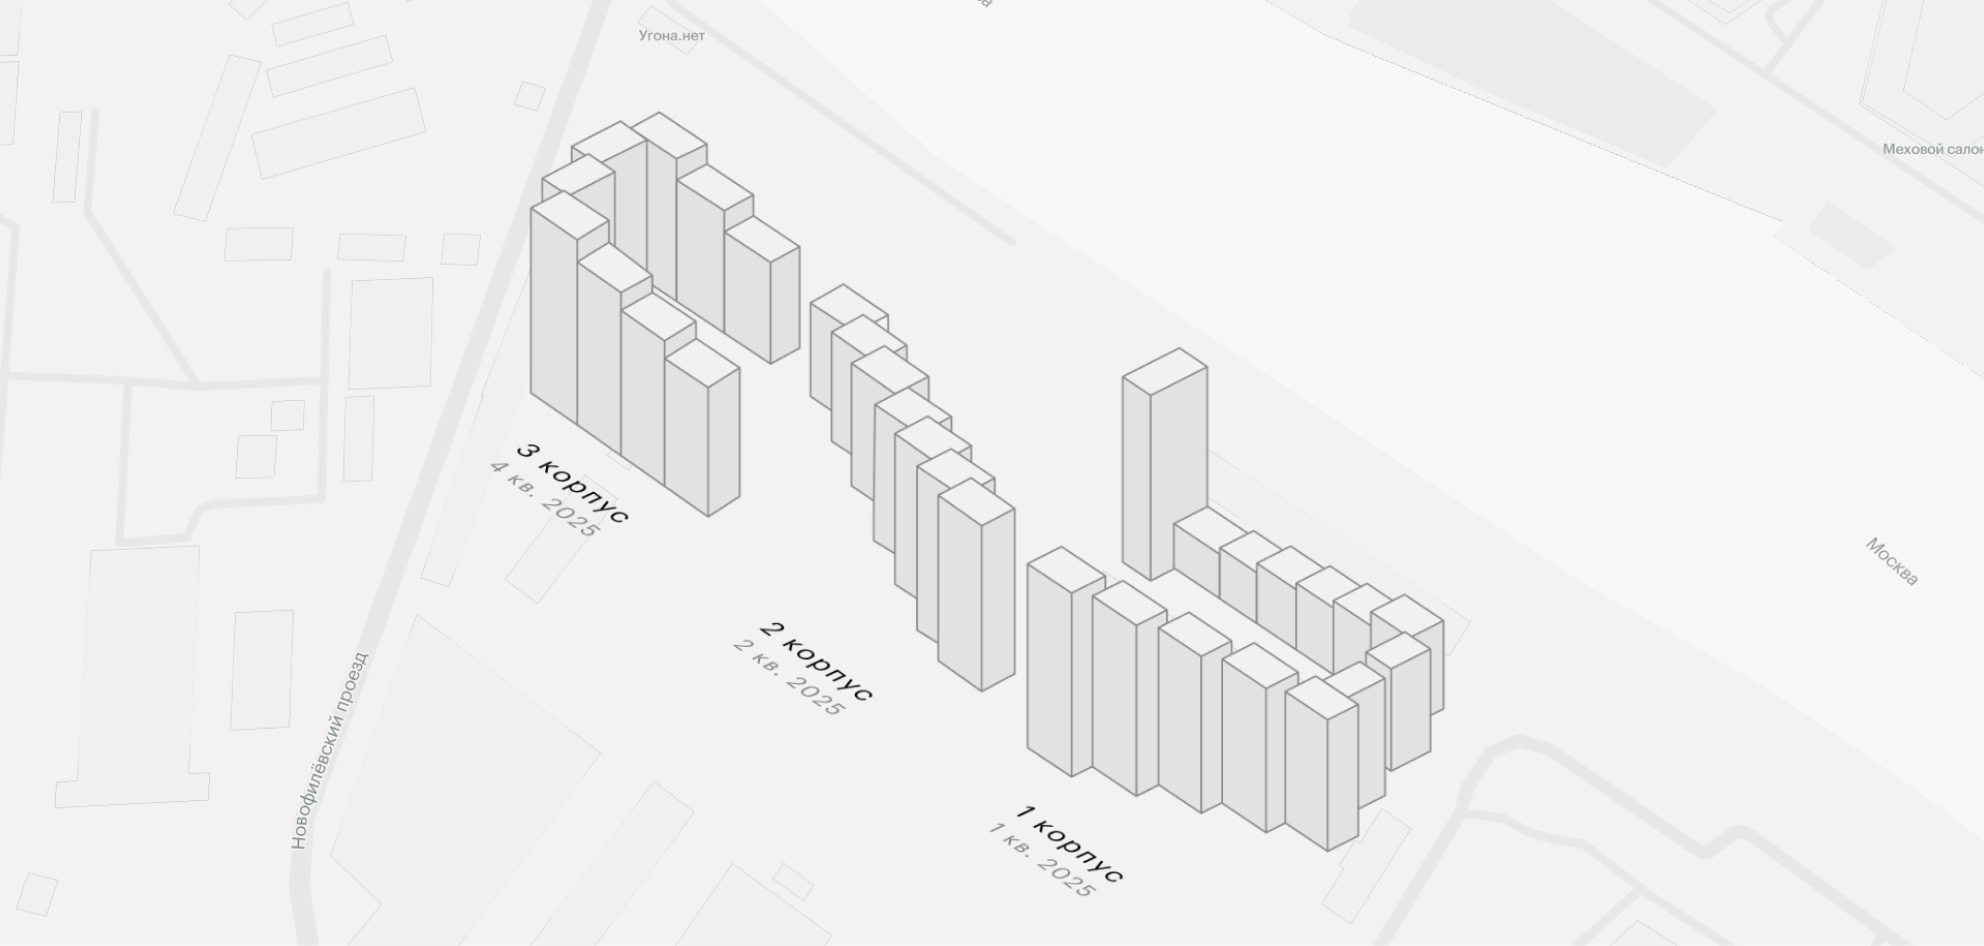 Угона.нет
Меховой салон
3 корпус
4 кв. 2025
Москва
2 корпус
2 кв. 2025
Новофилёвский проезд
1 корпус
1 кв. 2025